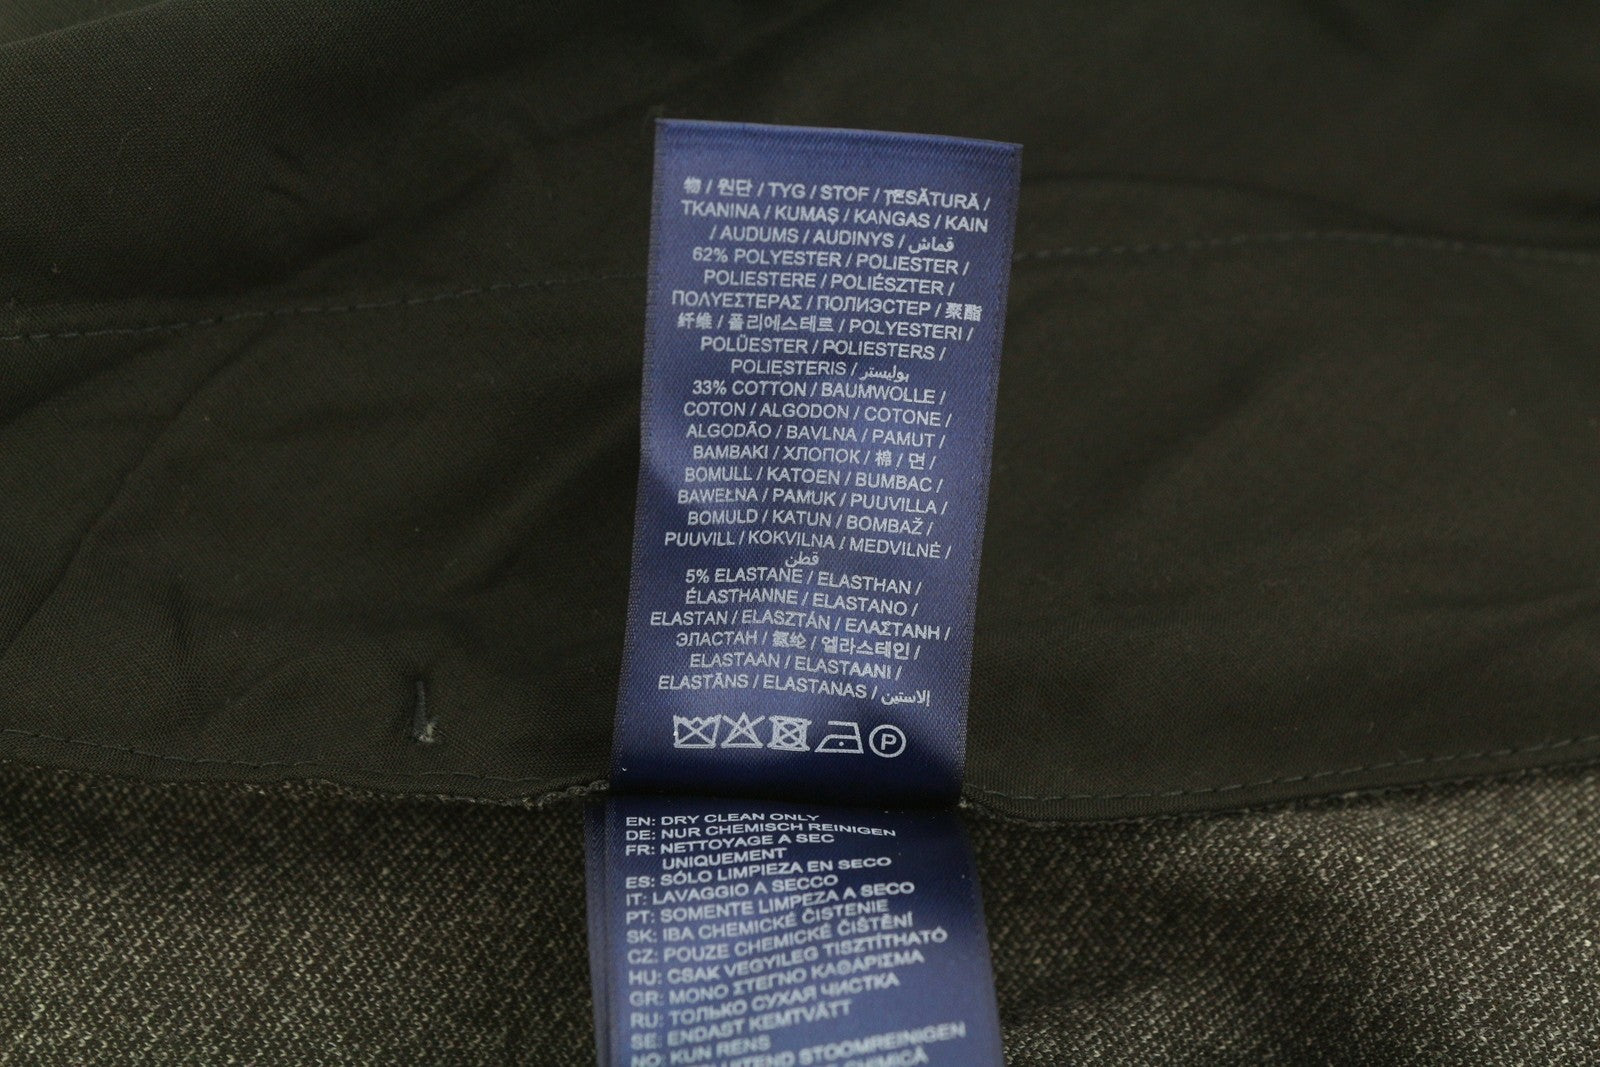 物 / 원단 / TYG / STOF / ŢESĂTURĂ /
TKANINA / KUMAŞ / KANGAS / KAIN
/ AUDUMS / AUDINYS / قماش
62% POLYESTER / POLIESTER /
POLIESTERE / POLIÉSZTER /
ΠΟΛΥΕΣΤΕΡΑΣ / ПОЛИЭСТЕР / 聚酯
纤维 / 폴리에스테르 / POLYESTERI /
POLÜESTER / POLIESTERS /
POLIESTERIS / بوليستر
33% COTTON / BAUMWOLLE /
COTON / ALGODON / COTONE /
ALGODÃO / BAVLNA / PAMUT /
BAMBAKI / ХЛОПОК / 棉 / 면 /
BOMULL / KATOEN / BUMBAC /
BAWEŁNA / PAMUK / PUUVILLA /
BOMULD / KATUN / BOMBAŽ /
PUUVILL / KOKVILNA / MEDVILNĖ /
قطن
5% ELASTANE / ELASTHAN /
ÉLASTHANNE / ELASTANO /
ELASTAN / ELASZTÁN / ΕΛΑΣΤΑΝΗ /
ЭЛАСТАН / 氨纶 / 엘라스테인 /
ELASTAAN / ELASTAANI /
ELASTĀNS / ELASTANAS / إلاستين
P
EN: DRY CLEAN ONLY
DE: NUR CHEMISCH REINIGEN
FR: NETTOYAGE A SEC
UNIQUEMENT
ES: SÓLO LIMPIEZA EN SECO
IT: LAVAGGIO A SECCO
PT: SOMENTE LIMPEZA A SECO
SK: IBA CHEMICKÉ ČISTENIE
CZ: POUZE CHEMICKÉ ČIŠTĚNÍ
HU: CSAK VEGYILEG TISZTÍTHATÓ
GR: ΜΟΝΟ ΣΤΕΓΝΟ ΚΑΘΑΡΙΣΜΑ
RU: ТОЛЬКО СУХАЯ ЧИСТКА
SE: ENDAST KEMTVÄTT
NO: KUN RENS
STOOMREINIGEN